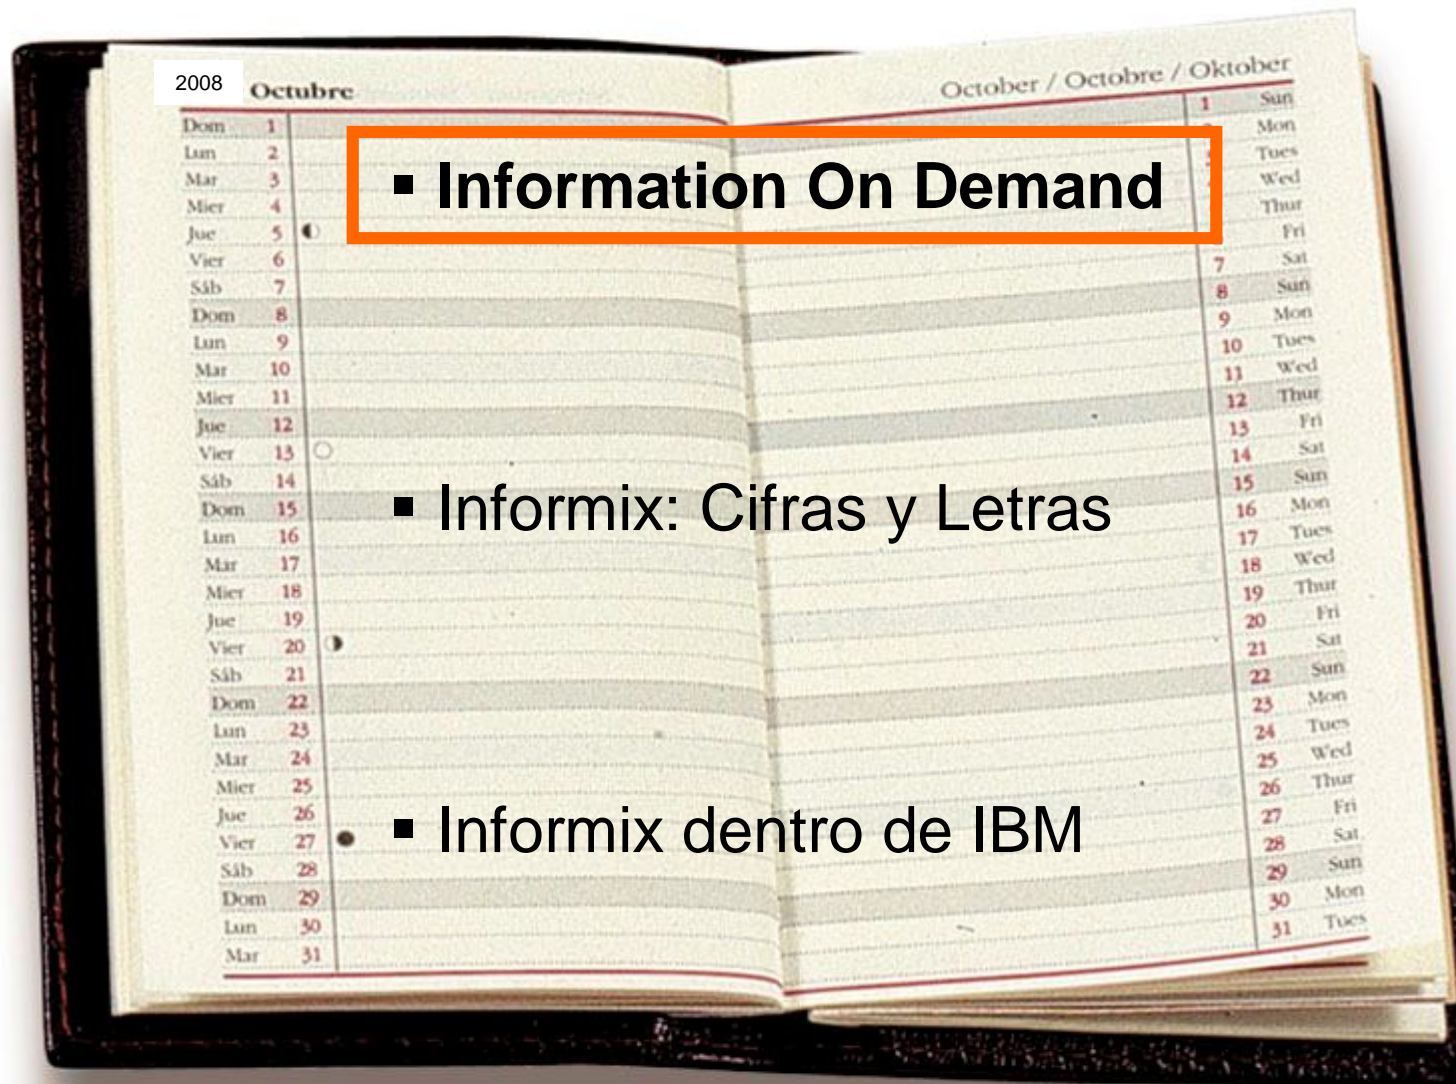 2008 Octubre
October / Octobre / Oktober
Dom 1
Lun 2
Mar 3
Mier 4
Jue 5
Vier 6
Sáb 7
Dom 8
Lun 9
Mar 10
Mier 11
Jue 12
Vier 13
Sáb 14
Dom 15
Lun 16
Mar 17
Mier 18
Jue 19
Vier 20
Sáb 21
Dom 22
Lun 23
Mar 24
Mier 25
Jue 26
Vier 27
Sáb 28
Dom 29
Lun 30
Mar 31
▪ Information On Demand
▪ Informix: Cifras y Letras
▪ Informix dentro de IBM
1 Sun
Mon
Tues
Wed
Thur
Fri
7 Sat
8 Sun
9 Mon
10 Tues
11 Wed
12 Thur
13 Fri
14 Sat
15 Sun
16 Mon
17 Tues
18 Wed
19 Thur
20 Fri
21 Sat
22 Sun
23 Mon
24 Tues
25 Wed
26 Thur
27 Fri
28 Sat
29 Sun
30 Mon
31 Tues